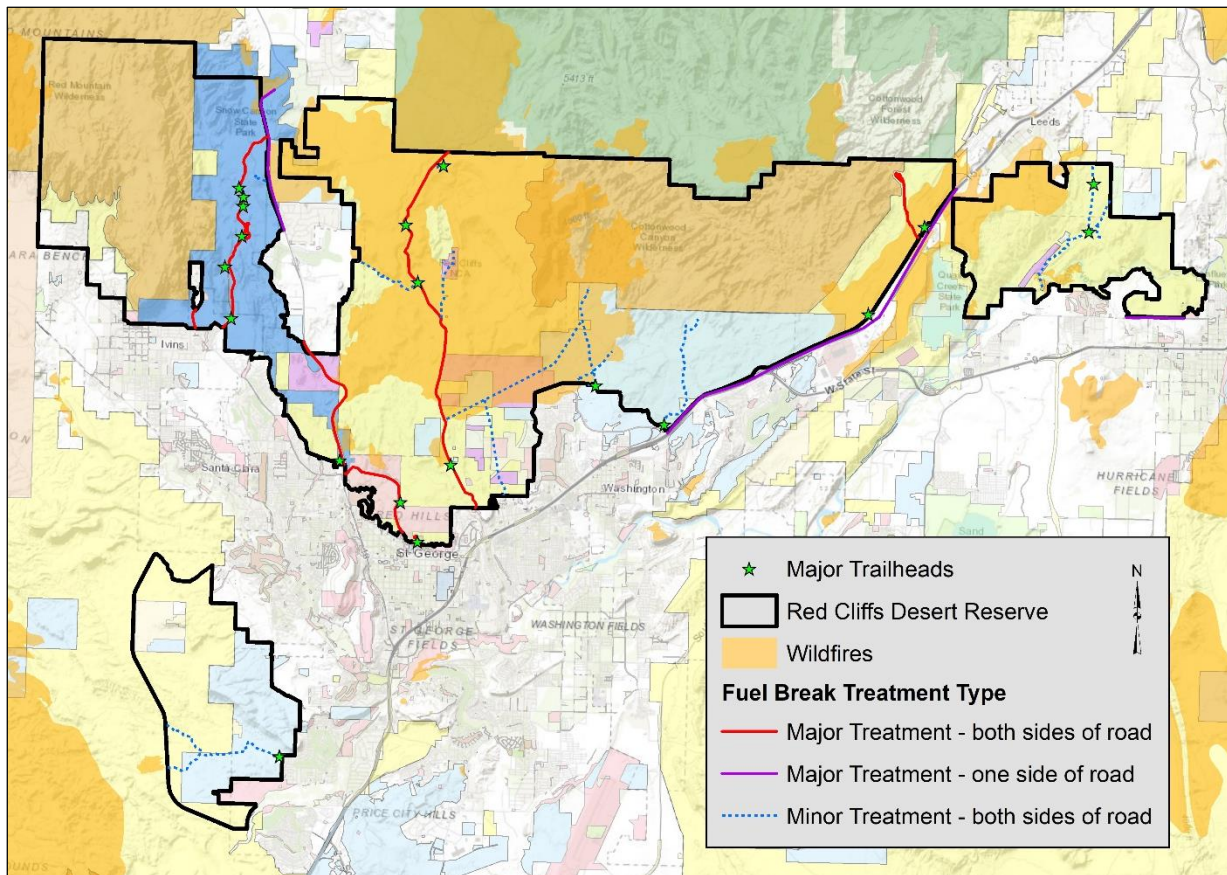 5413 ft
Red Mountain
Wilderness
Snow Canyon
State
Park
Cottonwood
Forest
Wilderness
Leeds
Cottonwood
Canyon
Wilderness
State Park
Ivins
W State St
Santa Clara
Washington
HURRICANE
FIELDS
RED HILLS
St George
Sand
ST GEORGE
FIELDS
WASHINGTON FIELDS
PRICE CITY HILLS
Major Trailheads
N
Red Cliffs Desert Reserve
Wildfires
Fuel Break Treatment Type
Major Treatment - both sides of road
Major Treatment - one side of road
Minor Treatment - both sides of road